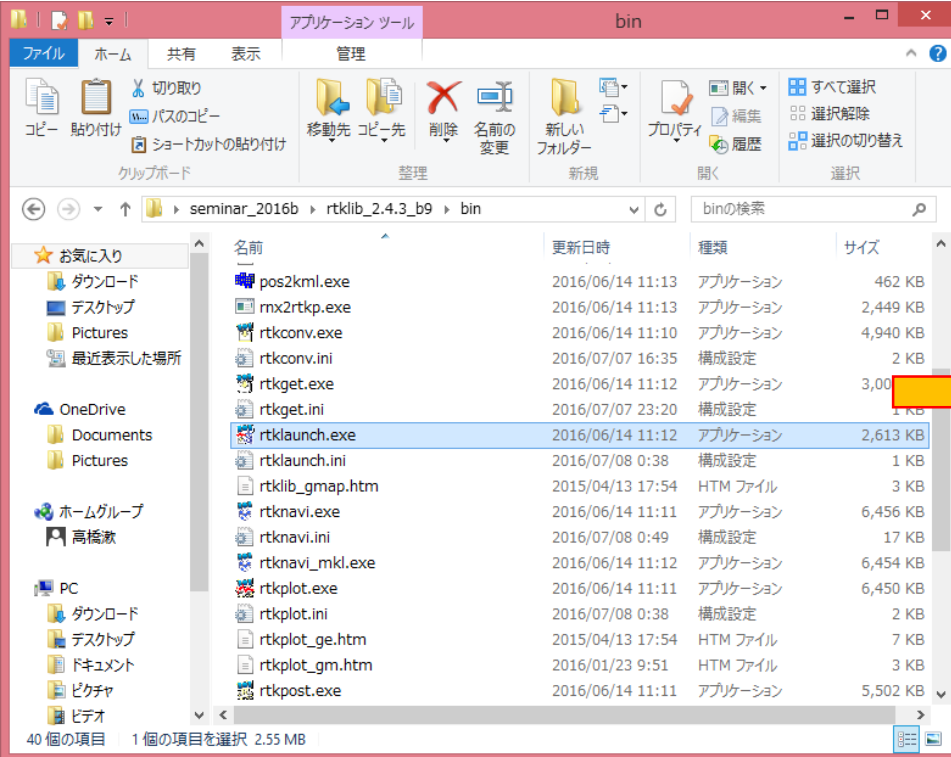 アプリケーション ツール
bin
ファイル ホーム 共有 表示 管理
コピー
貼り付け
切り取り
パスのコピー
ショートカットの貼り付け
クリップボード
移動先
コピー先
削除
名前の
変更
整理
新しい
フォルダー
新規
プロパティ
開く
編集
履歴
開く
すべて選択
選択解除
選択の切り替え
選択
seminar_2016b rtklib_2.4.3_b9 bin
binの検索
お気に入り
ダウンロード
デスクトップ
Pictures
最近表示した場所
OneDrive
Documents
Pictures
ホームグループ
高橋漱
PC
ダウンロード
デスクトップ
ドキュメント
ピクチャ
ビデオ
名前 更新日時 種類 サイズ
pos2kml.exe 2016/06/14 11:13 アプリケーション 462 KB
rnx2rtkp.exe 2016/06/14 11:13 アプリケーション 2,449 KB
rtkconv.exe 2016/06/14 11:10 アプリケーション 4,940 KB
rtkconv.ini 2016/07/07 16:35 構成設定 2 KB
rtkget.exe 2016/06/14 11:12 アプリケーション 3,00
rtkget.ini 2016/07/07 23:20 構成設定 1 KB
rtklaunch.exe 2016/06/14 11:12 アプリケーション 2,613 KB
rtklaunch.ini 2016/07/08 0:38 構成設定 1 KB
rtklib_gmap.htm 2015/04/13 17:54 HTM ファイル 3 KB
rtknavi.exe 2016/06/14 11:11 アプリケーション 6,456 KB
rtknavi.ini 2016/07/08 0:49 構成設定 17 KB
rtknavi_mkl.exe 2016/06/14 11:12 アプリケーション 6,454 KB
rtkplot.exe 2016/06/14 11:11 アプリケーション 6,450 KB
rtkplot.ini 2016/07/08 0:38 構成設定 2 KB
rtkplot_ge.htm 2015/04/13 17:54 HTM ファイル 7 KB
rtkplot_gm.htm 2016/01/23 9:51 HTM ファイル 3 KB
rtkpost.exe 2016/06/14 11:11 アプリケーション 5,502 KB
40 個の項目 1 個の項目を選択 2.55 MB